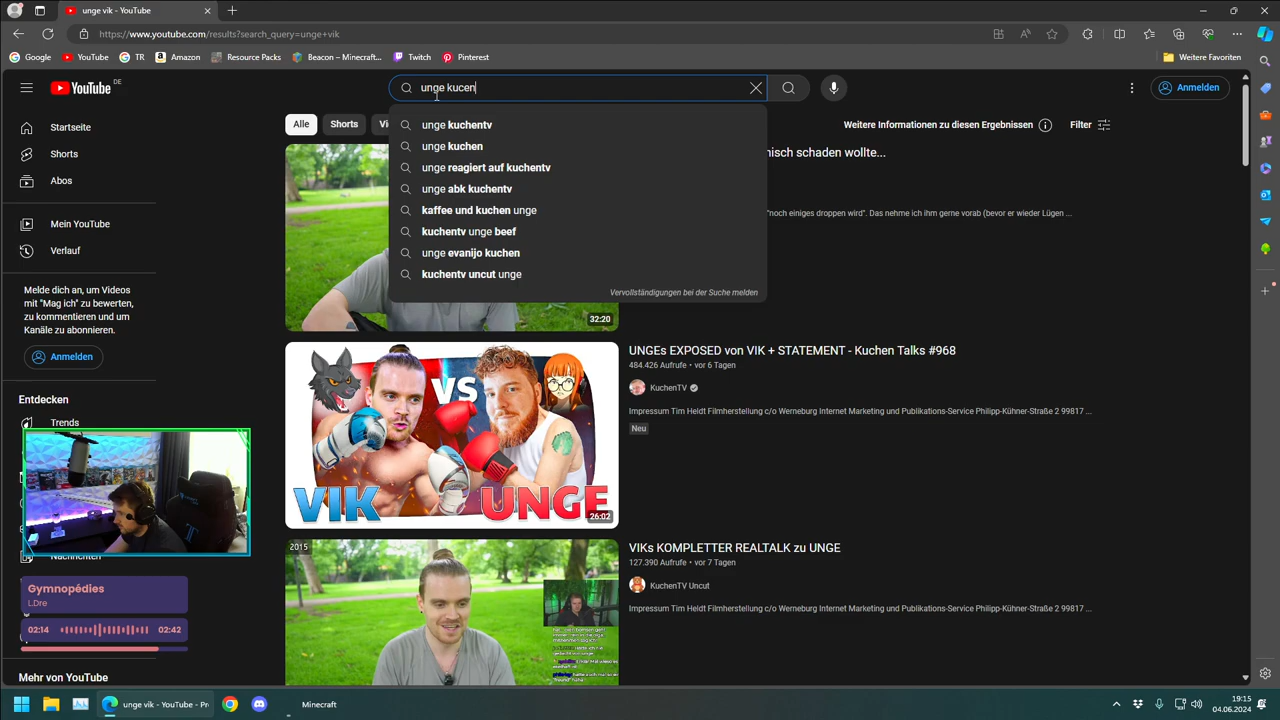 unge vik - YouTube
https://www.youtube.com/results?search_query=unge+vik
Google
YouTube
TR
Amazon
Resource Packs
Beacon – Minecraft...
Twitch
Pinterest
Weitere Favoriten
YouTube DE
unge kucen
Anmelden
unge kuchentv
unge kuchen
unge reagiert auf kuchentv
unge abk kuchentv
kaffee und kuchen unge
kuchentv unge beef
unge evanijo kuchen
kuchentv uncut unge
Vervollständigungen bei der Suche melden
Alle
Shorts
Weitere Informationen zu diesen Ergebnissen
Filter
Startseite
Shorts
Abos
Mein YouTube
Verlauf
Melde dich an, um Videos
mit "Mag ich" zu bewerten,
zu kommentieren und um
Kanäle zu abonnieren.
Anmelden
Entdecken
Trends
Nachrichten
Gymnopédies
L.Dre
02:14
02:42
Mehr von YouTube
nisch schaden wollte...
"noch einiges droppen wird". Das nehme ich ihm gerne vorab (bevor er wieder Lügen ...
32:20
VS
VIK
UNGE
26:02
UNGEs EXPOSED von VIK + STATEMENT - Kuchen Talks #968
484.426 Aufrufe • vor 6 Tagen
KuchenTV
Impressum Tim Heidt Filmherstellung c/o Werneburg Internet Marketing und Publikations-Service Philipp-Kühner-Straße 2 99817 ...
Neu
2015
VIKs KOMPLETTER REALTALK zu UNGE
127.390 Aufrufe • vor 7 Tagen
KuchenTV Uncut
Impressum Tim Heidt Filmherstellung c/o Werneburg Internet Marketing und Publikations-Service Philipp-Kühner-Straße 2 99817 ...
unge vik - YouTube - Pr
Minecraft
19:15
04.06.2024